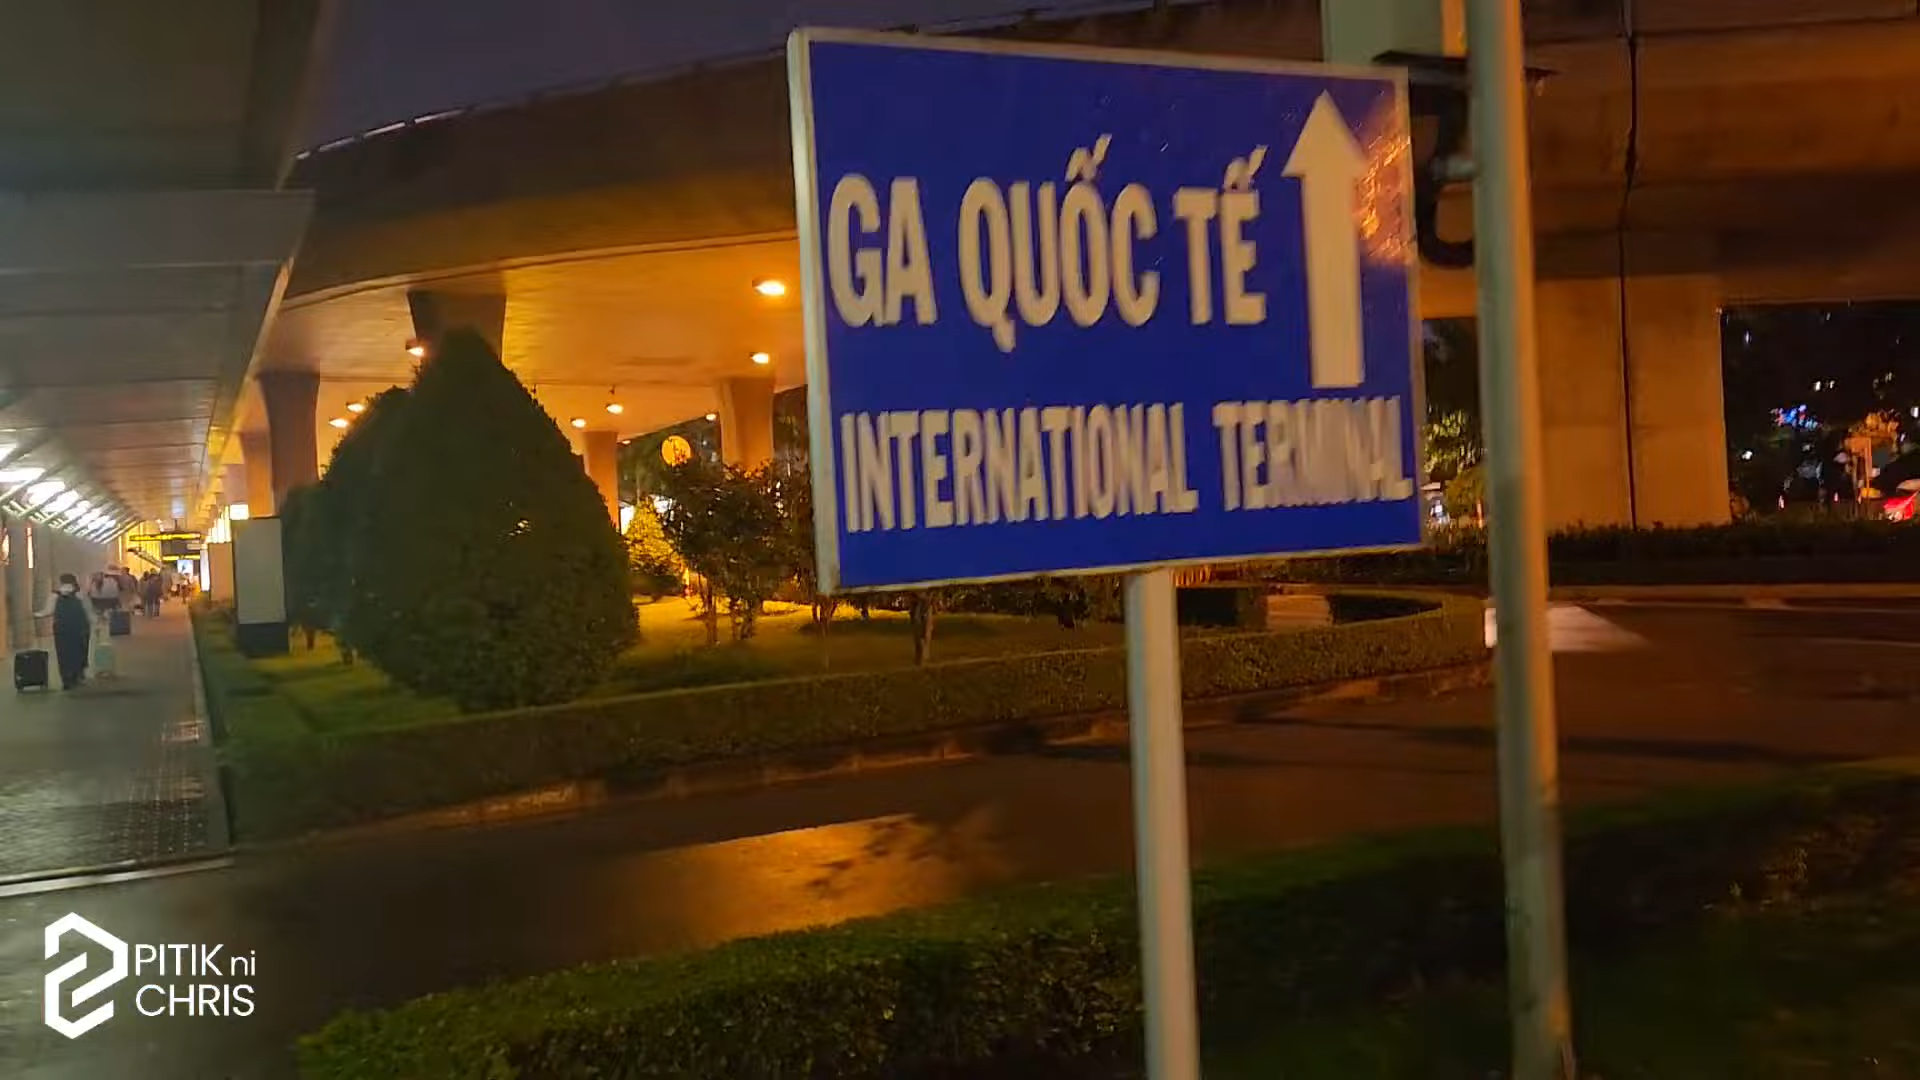 GA QUỐC TẾ
INTERNATIONAL TERMINAL
PITIK ni
CHRIS